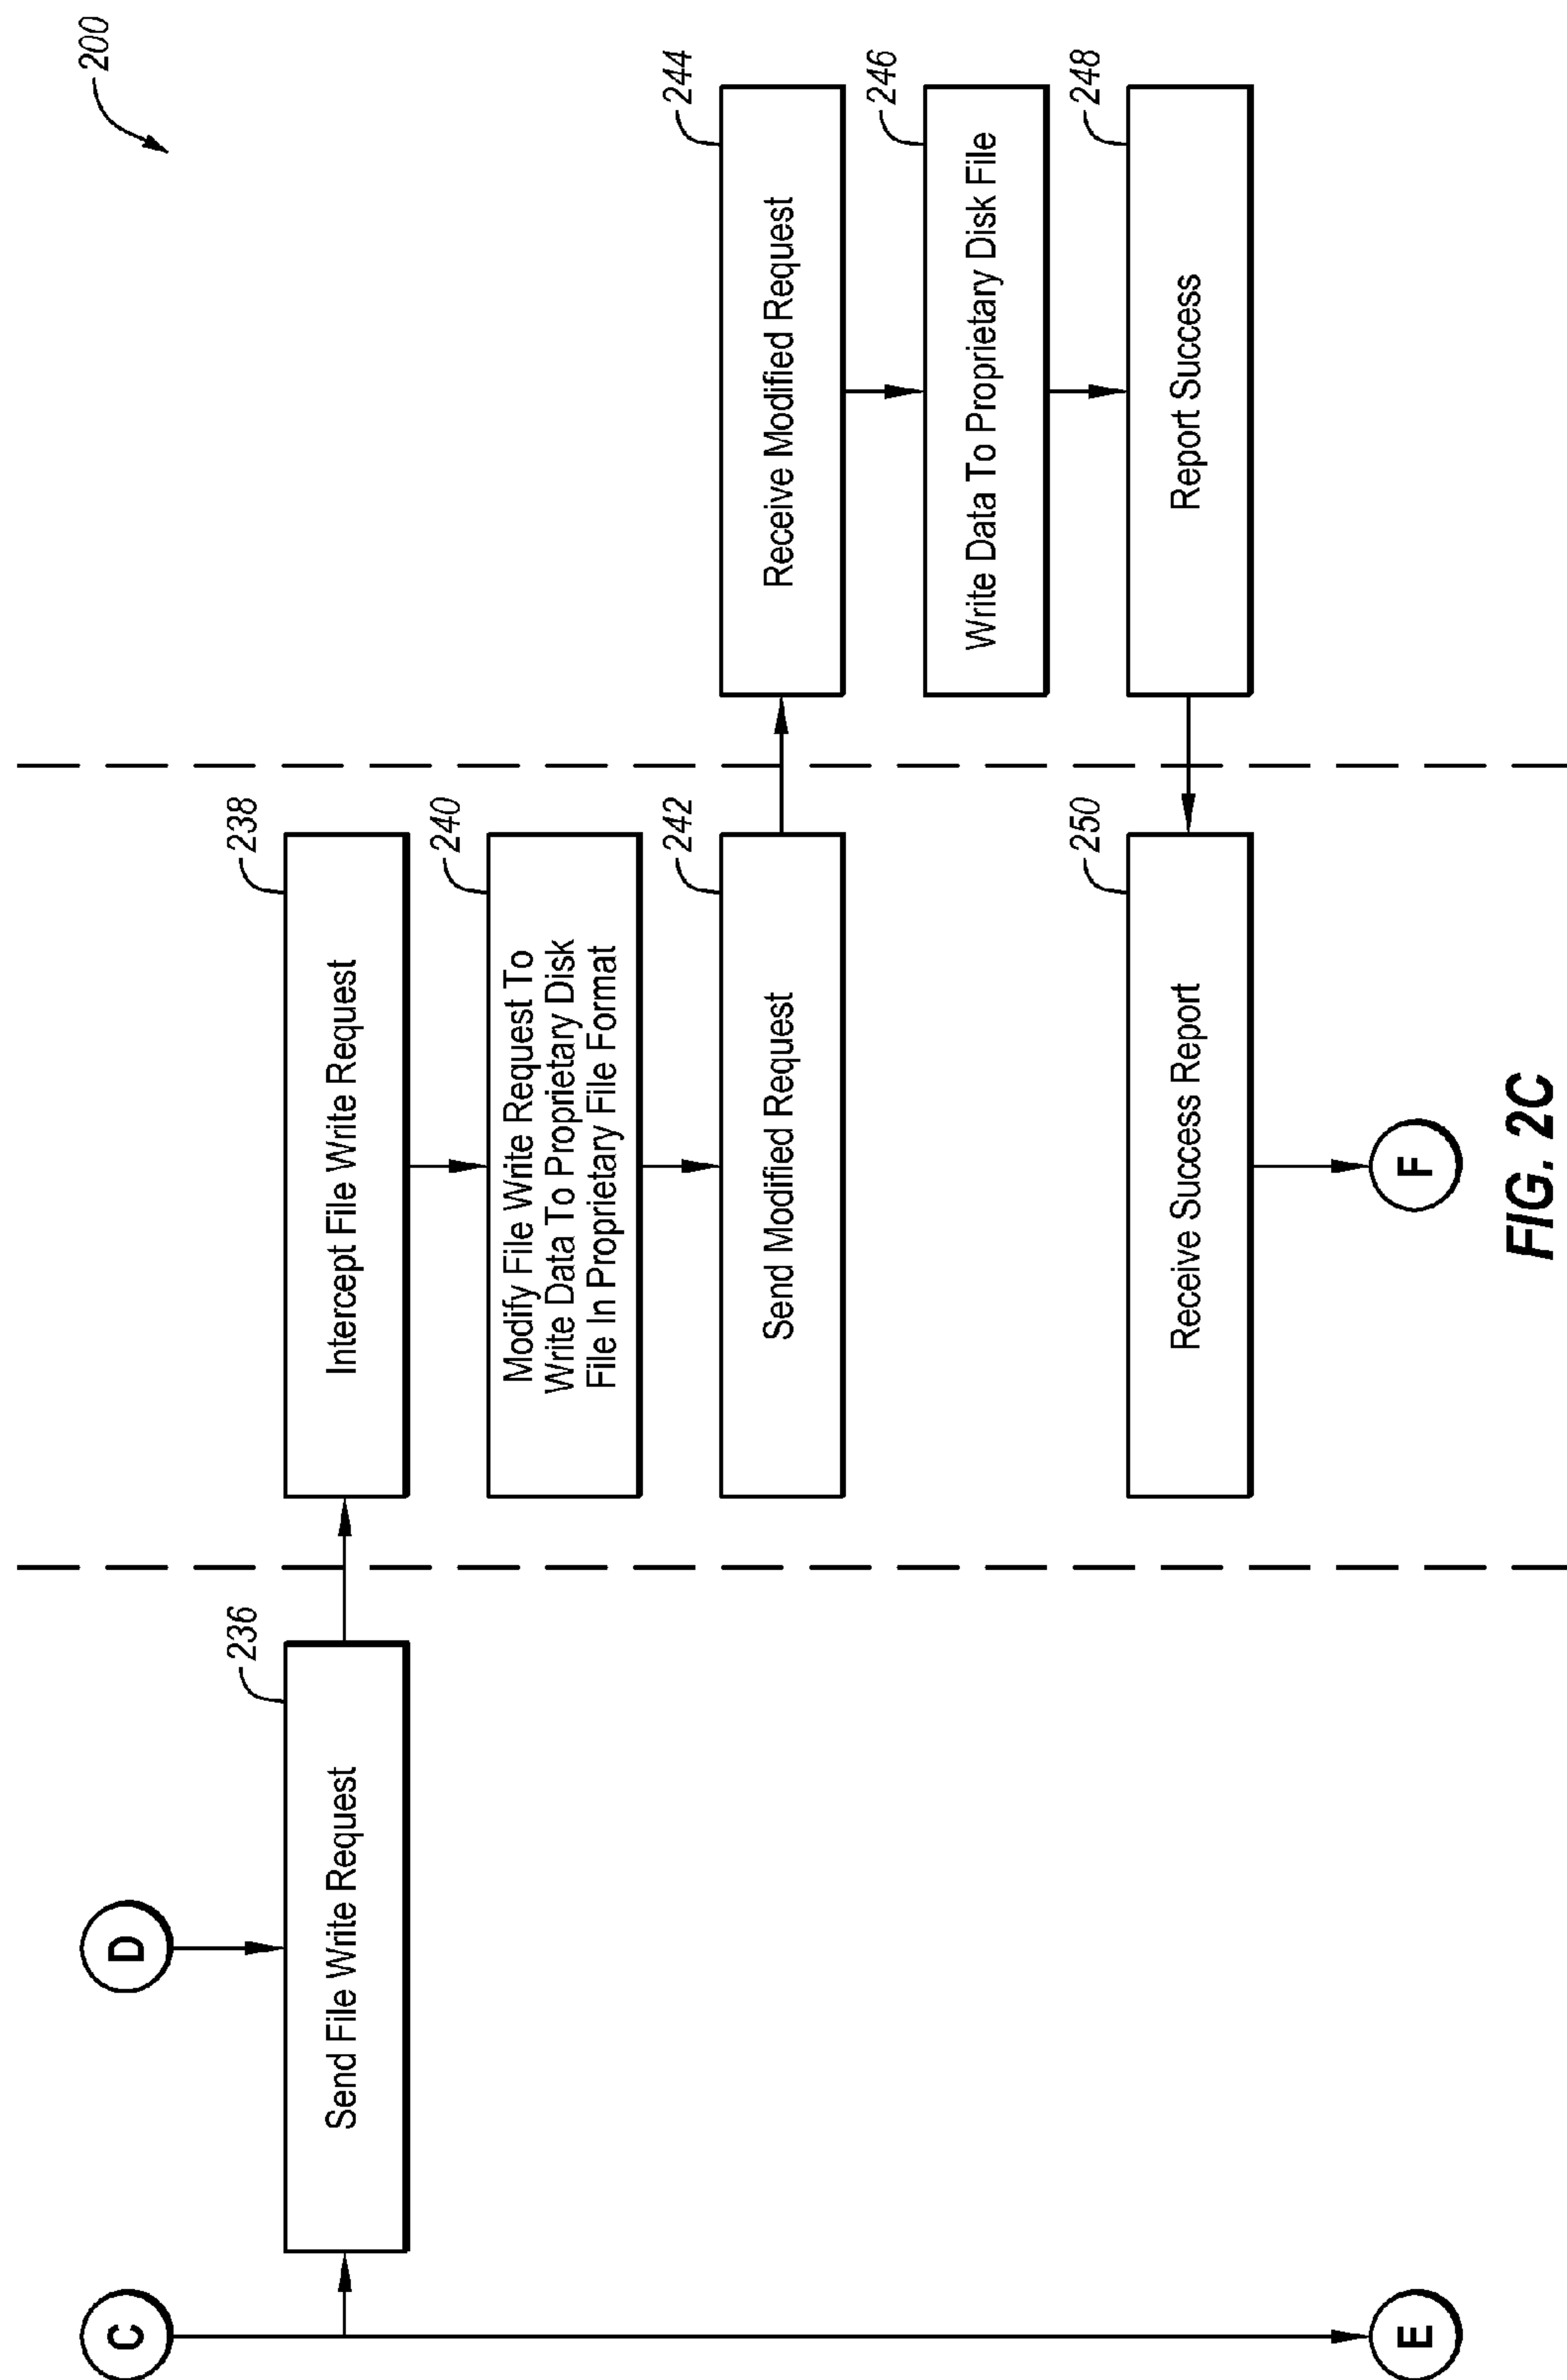 200
C
D
236
Send File Write Request
238
Intercept File Write Request
240
Modify File Write Request To
Write Data To Proprietary Disk
File In Proprietary File Format
242
Send Modified Request
244
Receive Modified Request
246
Write Data To Proprietary Disk File
248
Report Success
250
Receive Success Report
E
F
FIG. 2C